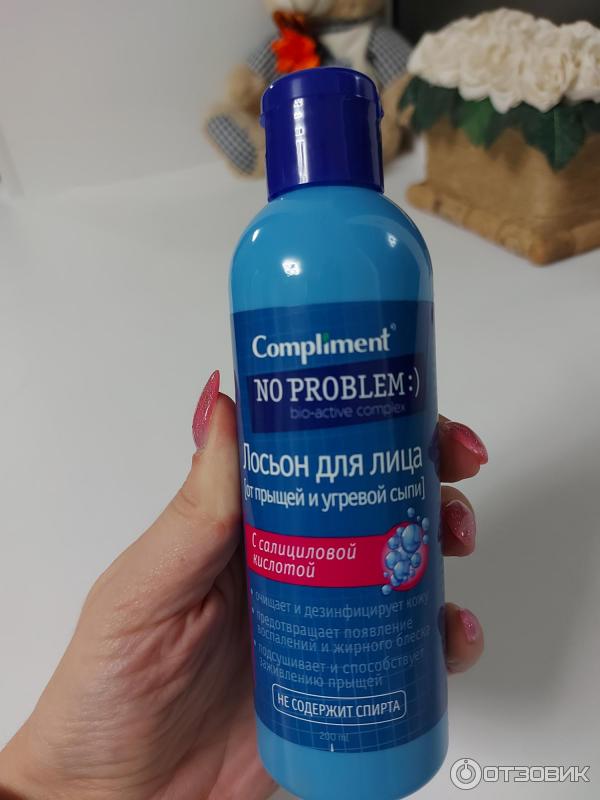 Compliment
NO PROBLEM:)
bio-active complex
Лосьон для лица
[от прыщей и угревой сыпи]
С салициловой
кислотой
• очищает и дезинфицирует кожу
• предотвращает появление
воспалений и жирного блеска
• подсушивает и способствует
заживлению прыщей
НЕ СОДЕРЖИТ СПИРТА
200 ml
ОТЗОВИК